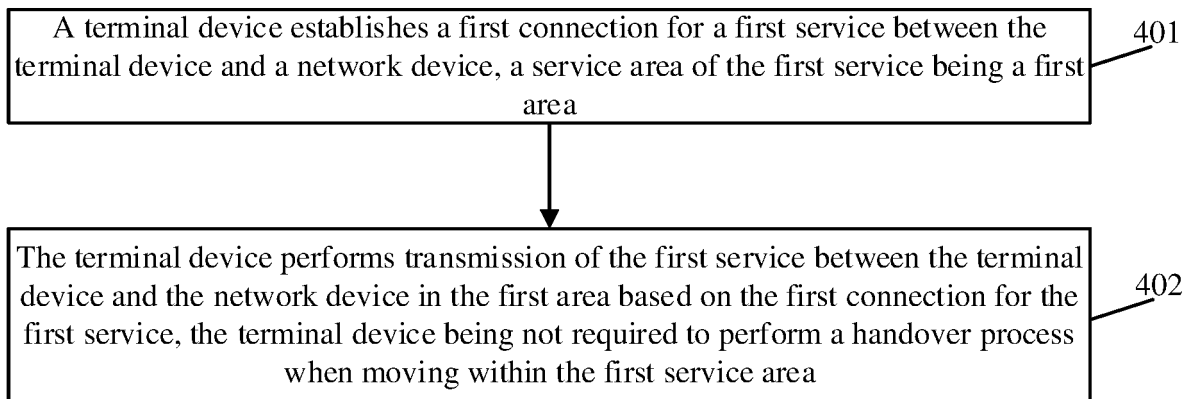 A terminal device establishes a first connection for a first service between the
401
terminal device and a network device, a service area of the first service being a first
area
The terminal device performs transmission of the first service between the terminal
device and the network device in the first area based on the first connection for the
402
first service, the terminal device being not required to perform a handover process
when moving within the first service area